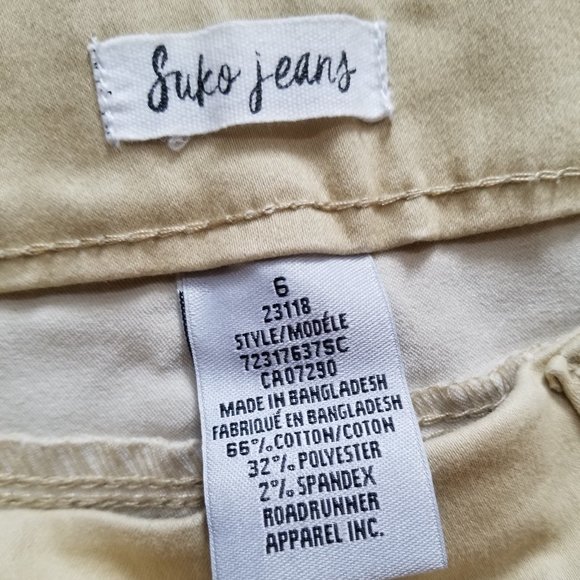 Suko jeans
6
23118
STYLE/MODÉLE
72317637SC
CA07290
MADE IN BANGLADESH
FABRIQUÉ EN BANGLADESH
66% COTTON/COTON
32% POLYESTER
2% SPANDEX
ROADRUNNER
APPAREL INC.